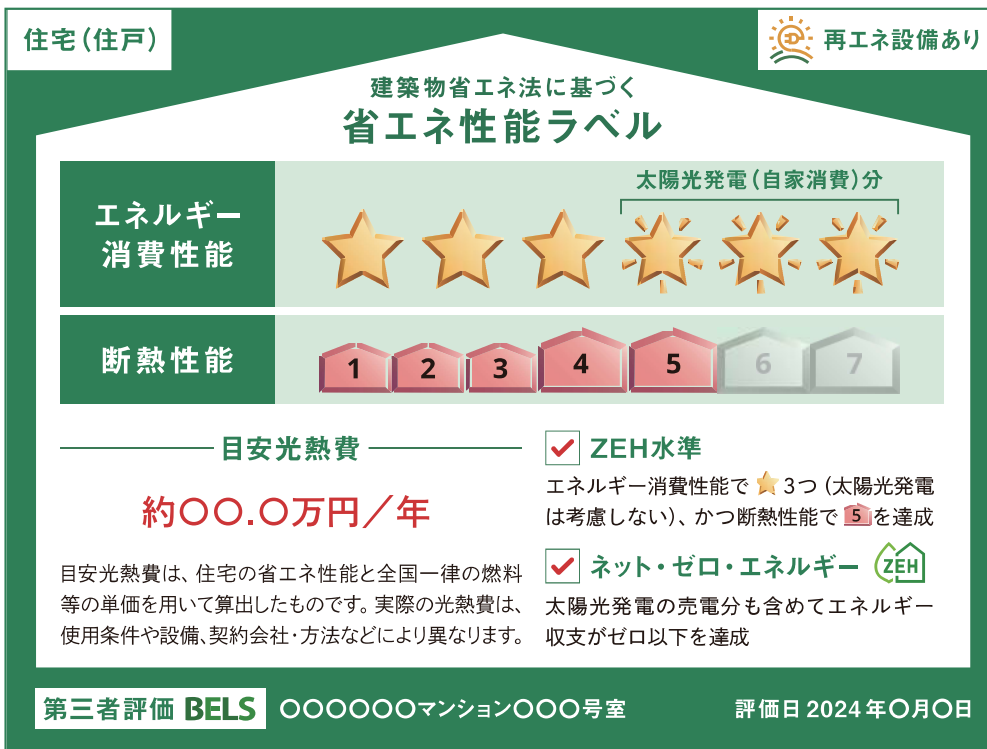 住宅（住戸）
再エネ設備あり
建築物省エネ法に基づく
省エネ性能ラベル
エネルギー
消費性能
太陽光発電（自家消費）分
断熱性能
1 2 3 4 5 6 7
目安光熱費
約〇〇.〇万円／年
目安光熱費は、住宅の省エネ性能と全国一律の燃料
等の単価を用いて算出したものです。実際の光熱費は、
使用条件や設備、契約会社・方法などにより異なります。
ZEH水準
エネルギー消費性能で 3つ（太陽光発電
は考慮しない）、かつ断熱性能で 5 を達成
ネット・ゼロ・エネルギー ZEH
太陽光発電の売電分も含めてエネルギー
収支がゼロ以下を達成
第三者評価 BELS 〇〇〇〇〇〇マンション〇〇〇号室 評価日 2024年〇月〇日